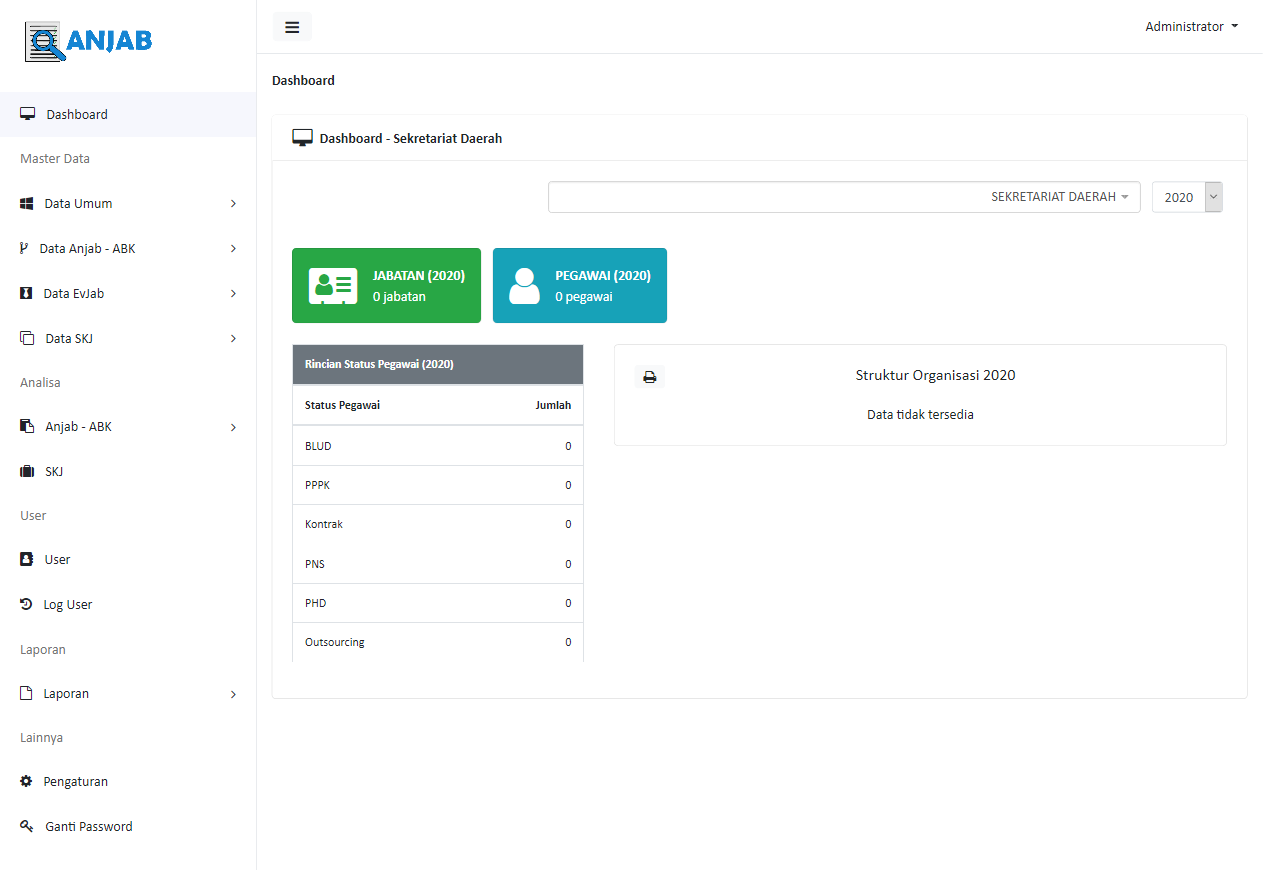 ANJAB
Administrator
Dashboard
Dashboard
Master Data
Data Umum
Data Anjab - ABK
Data EvJab
Data SKJ
Analisa
Anjab - ABK
SKJ
User
User
Log User
Laporan
Laporan
Lainnya
Pengaturan
Ganti Password
Dashboard - Sekretariat Daerah
SEKRETARIAT DAERAH
2020
JABATAN (2020)
0 jabatan
PEGAWAI (2020)
0 pegawai
Rincian Status Pegawai (2020)
Status Pegawai Jumlah
BLUD 0
PPPK 0
Kontrak 0
PNS 0
PHD 0
Outsourcing 0
Struktur Organisasi 2020
Data tidak tersedia